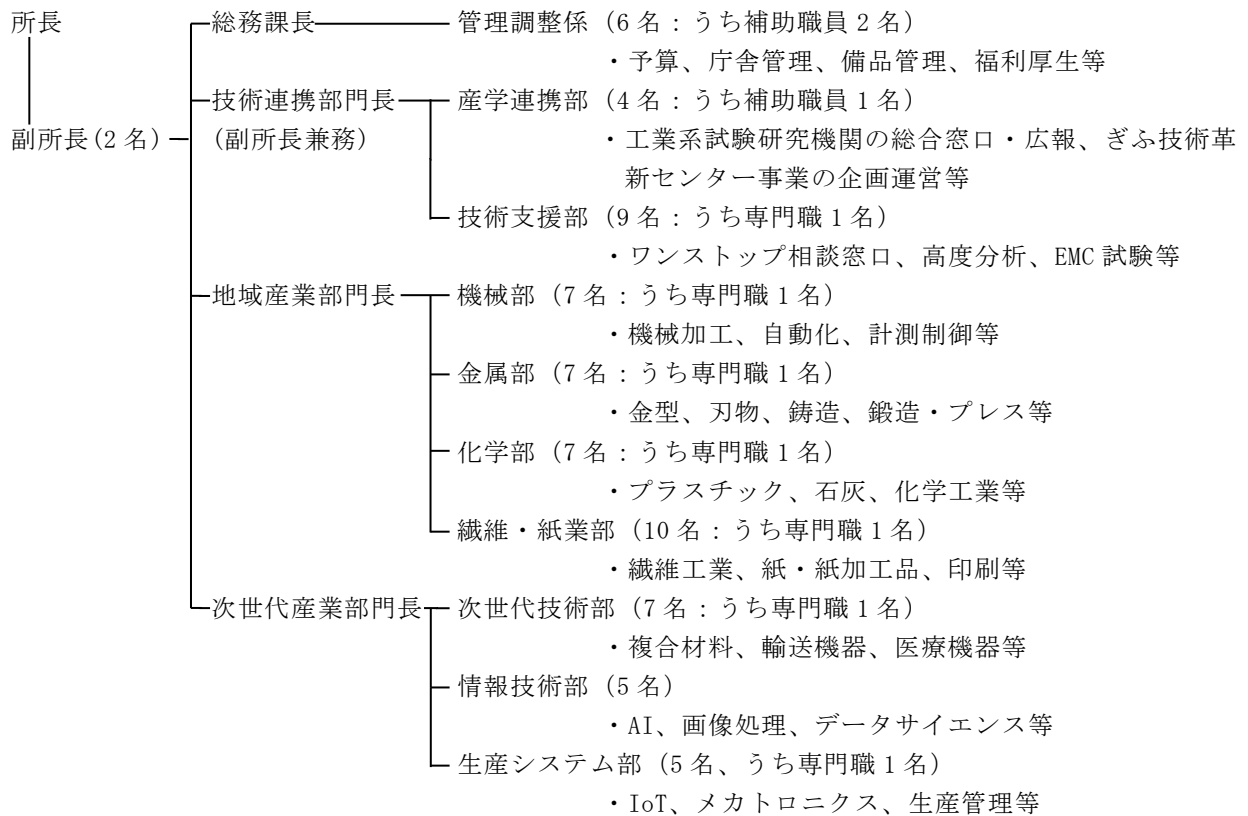 所長 総務課長 管理調整係 (6名:うち補助職員2名)
・予算、庁舎管理、備品管理、福利厚生等
技術連携部門長 産学連携部 (4名:うち補助職員1名)
副所長(2名) (副所長兼務) ・工業系試験研究機関の総合窓口・広報、ぎふ技術革
新センター事業の企画運営等
技術支援部 (9名:うち専門職1名)
・ワンストップ相談窓口、高度分析、EMC試験等
地域産業部門長 機械部 (7名:うち専門職1名)
・機械加工、自動化、計測制御等
金属部 (7名:うち専門職1名)
・金型、刃物、鋳造、鍛造・プレス等
化学部 (7名:うち専門職1名)
・プラスチック、石灰、化学工業等
繊維・紙業部 (10名:うち専門職1名)
・繊維工業、紙・紙加工品、印刷等
次世代産業部門長 次世代技術部 (7名:うち専門職1名)
・複合材料、輸送機器、医療機器等
情報技術部 (5名)
・AI、画像処理、データサイエンス等
生産システム部 (5名、うち専門職1名)
・IoT、メカトロニクス、生産管理等